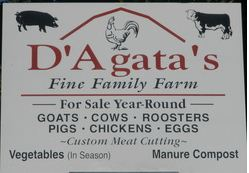 D'Agata's
Fine Family Farm
For Sale Year-Round
GOATS · COWS · ROOSTERS
PIGS · CHICKENS · EGGS
~Custom Meat Cutting~
Vegetables (In Season) Manure Compost